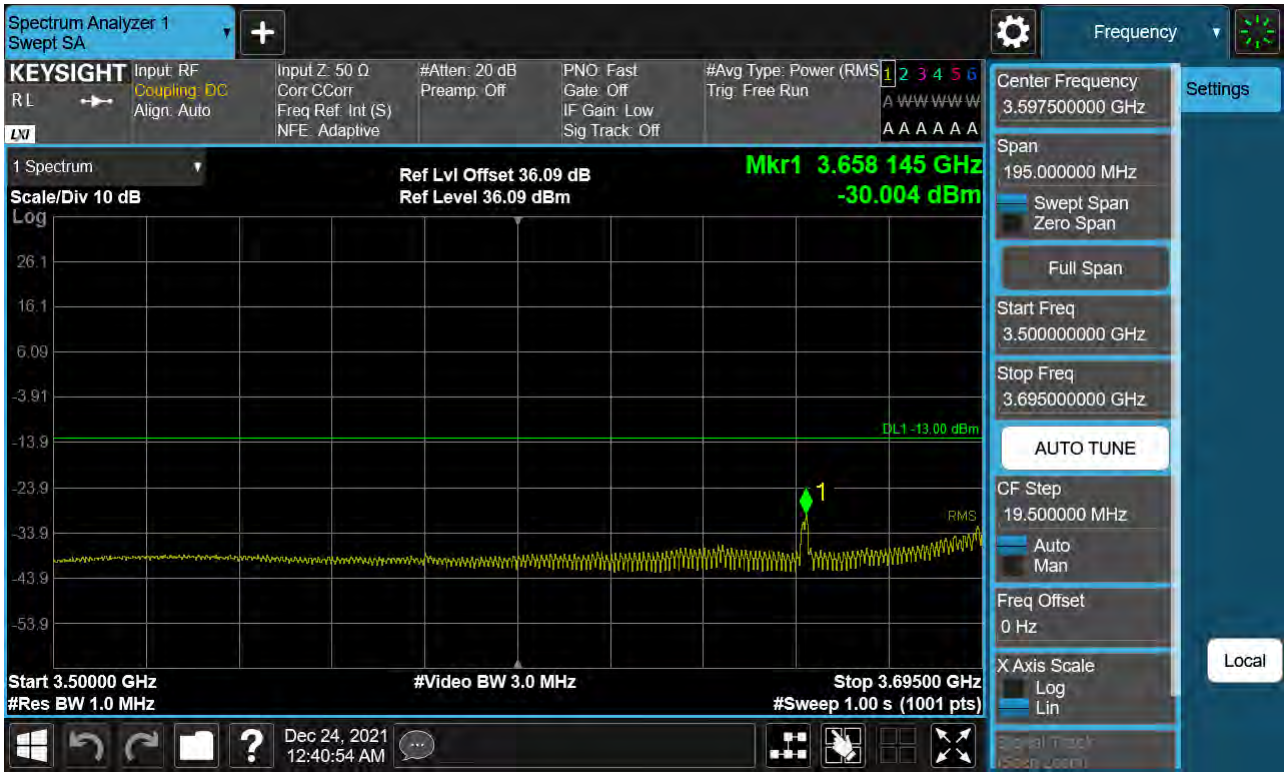 Spectrum Analyzer 1
Swept SA
Frequency
KEYSIGHT
RL
LXI
Input: RF
Coupling: DC
Align: Auto
Input Z: 50 Ω
Corr CCorr
Freq Ref: Int (S)
NFE: Adaptive
#Atten: 20 dB
Preamp: Off
PNO: Fast
Gate: Off
IF Gain: Low
Sig Track: Off
#Avg Type: Power (RMS
Trig: Free Run
1 2 3 4 5 6
A W W W W W
A A A A A A
1 Spectrum
Scale/Div 10 dB
Log
Ref Lvl Offset 36.09 dB
Ref Level 36.09 dBm
Mkr1 3.658 145 GHz
-30.004 dBm
26.1
16.1
6.09
-3.91
-13.9
-23.9
-33.9
-43.9
-53.9
DL1 -13.00 dBm
1
RMS
Start 3.50000 GHz
#Res BW 1.0 MHz
#Video BW 3.0 MHz
Stop 3.69500 GHz
#Sweep 1.00 s (1001 pts)
Center Frequency
3.597500000 GHz
Span
195.000000 MHz
Swept Span
Zero Span
Full Span
Start Freq
3.500000000 GHz
Stop Freq
3.695000000 GHz
AUTO TUNE
CF Step
19.500000 MHz
Auto
Man
Freq Offset
0 Hz
X Axis Scale
Log
Lin
Signal Track
(Span Zoom)
Settings
Local
?
Dec 24, 2021
12:40:54 AM